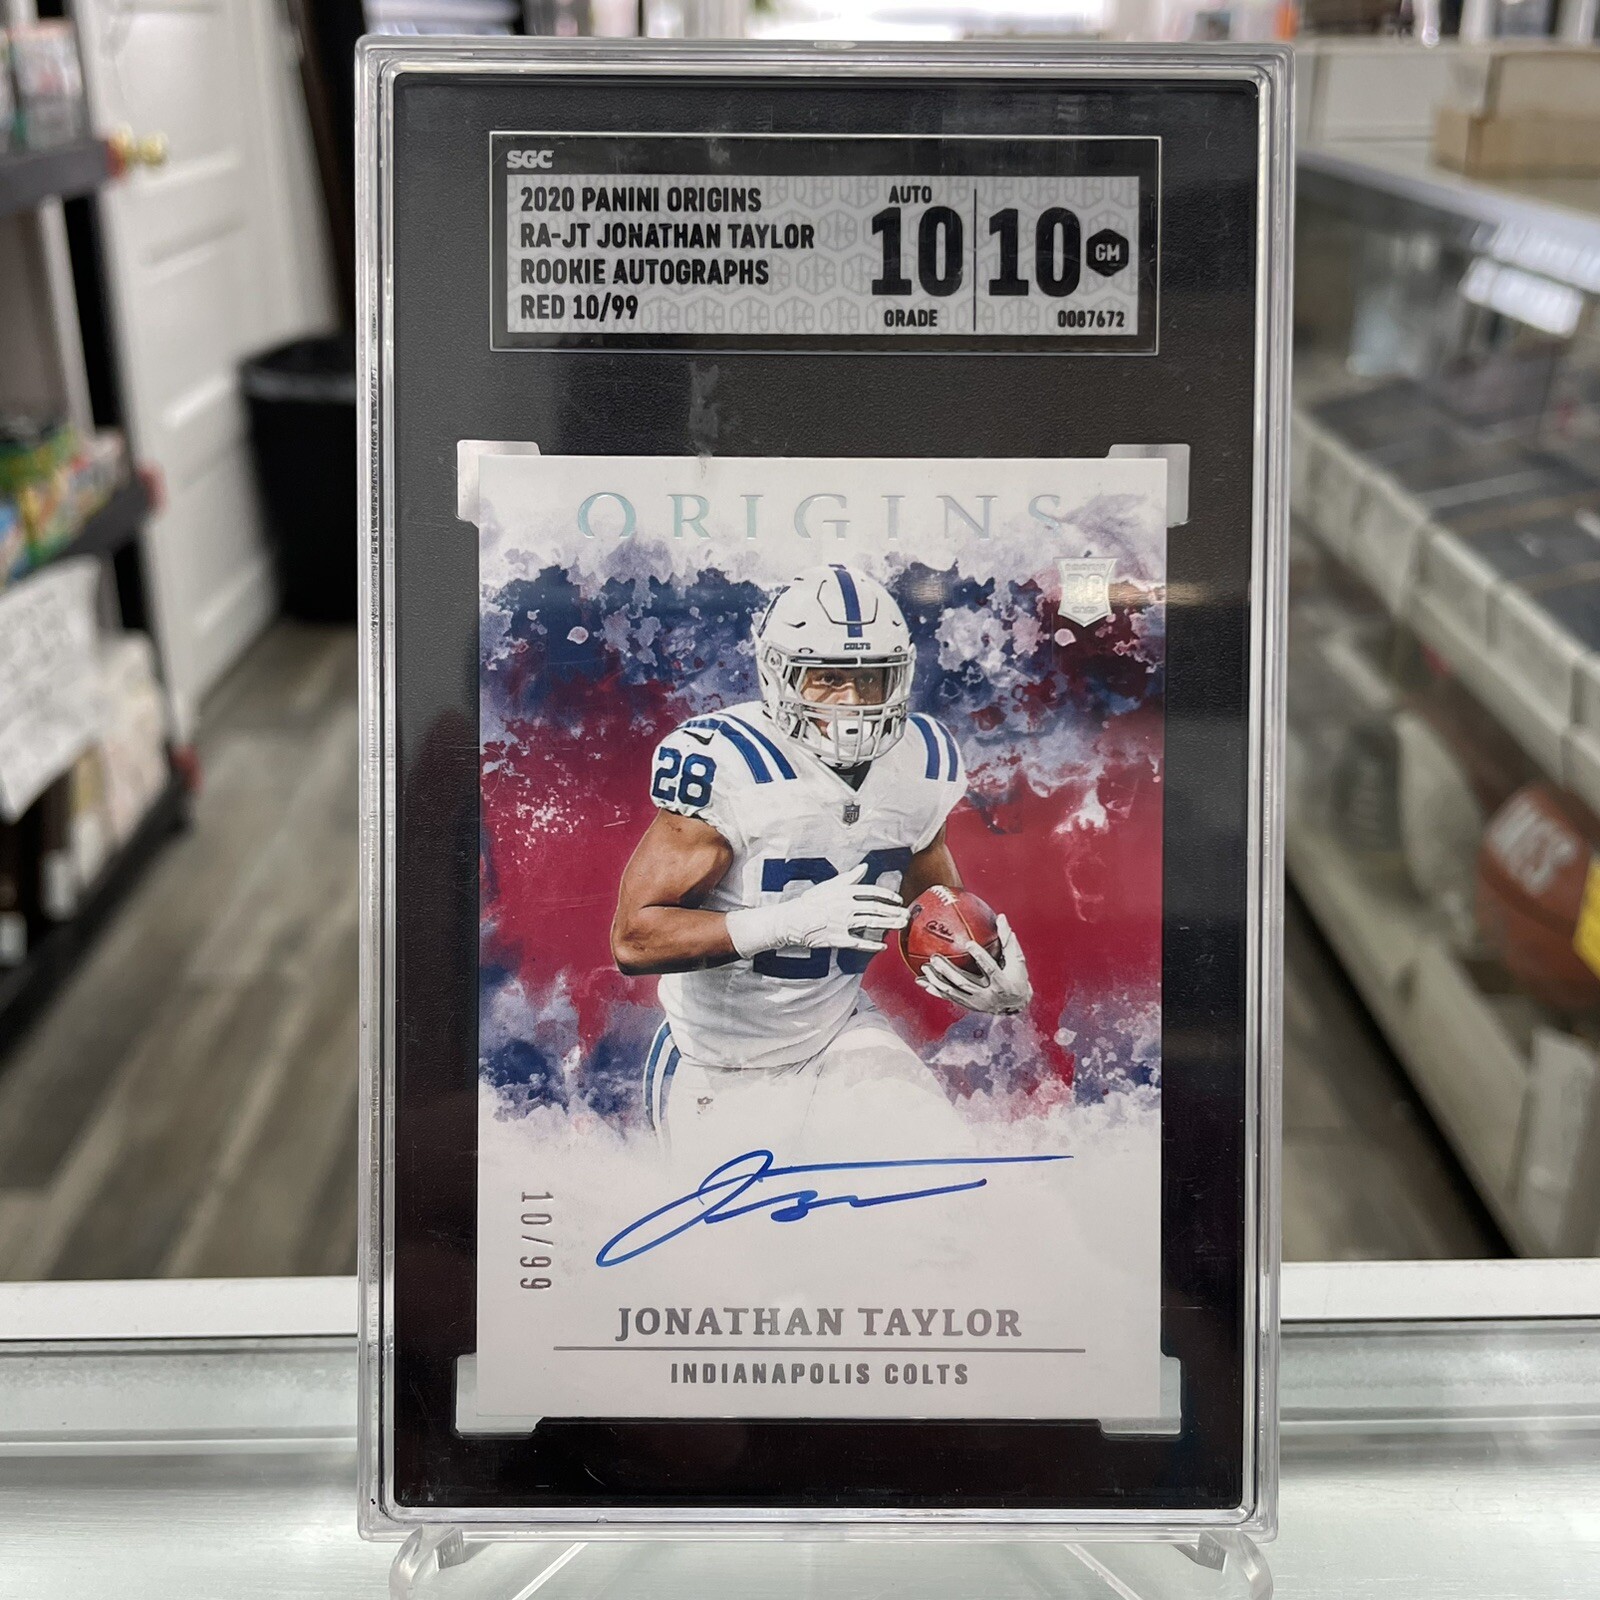 SGC
2020 PANINI ORIGINS
RA-JT JONATHAN TAYLOR
ROOKIE AUTOGRAPHS
RED 10/99
AUTO
10
GRADE
10
GM
0087672
ORIGINS
RC
COLTS
28
28
10/99
JONATHAN TAYLOR
INDIANAPOLIS COLTS